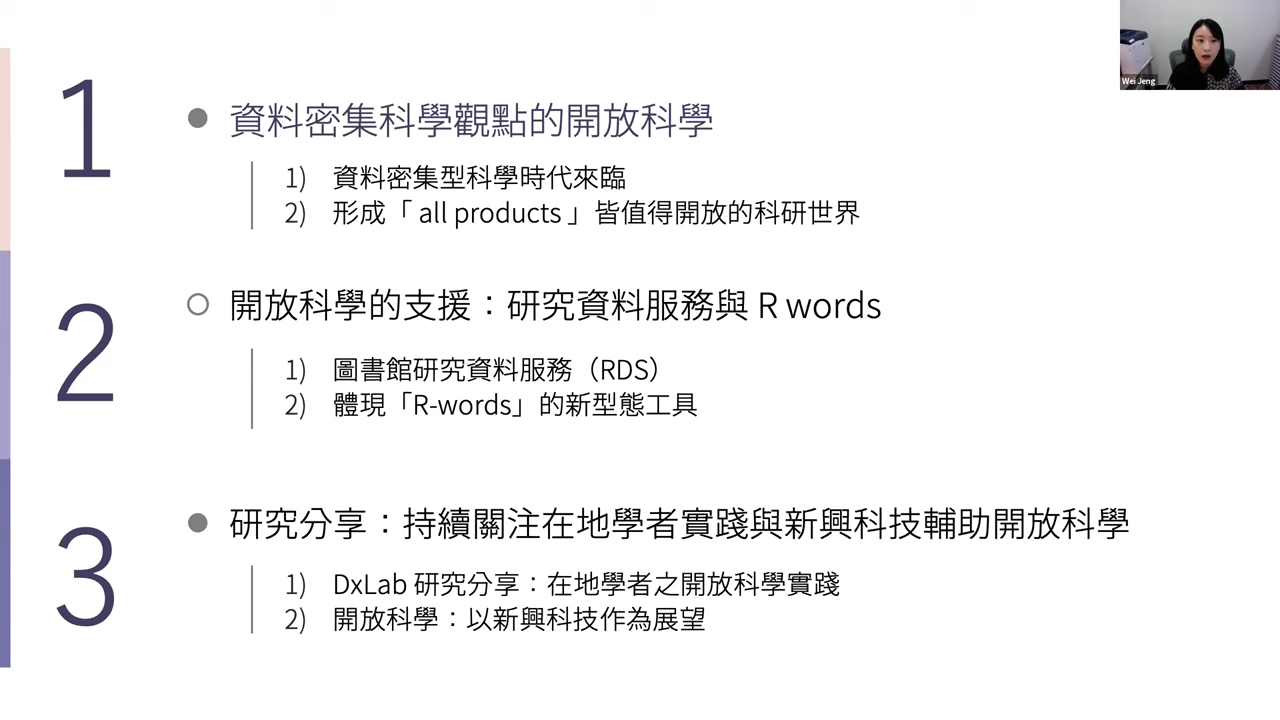 Wei Jeng
1
資料密集科學觀點的開放科學
1) 資料密集型科學時代來臨
2) 形成「 all products 」皆值得開放的科研世界
2
開放科學的支援：研究資料服務與 R words
1) 圖書館研究資料服務（RDS）
2) 體現「R-words」的新型態工具
3
研究分享：持續關注在地學者實踐與新興科技輔助開放科學
1) DxLab 研究分享：在地學者之開放科學實踐
2) 開放科學：以新興科技作為展望